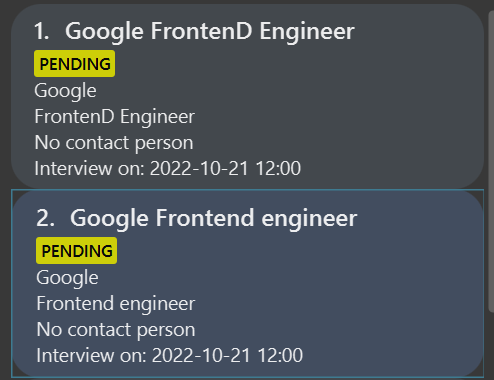 1. Google FrontenD Engineer
PENDING
Google
FrontenD Engineer
No contact person
Interview on: 2022-10-21 12:00
2. Google Frontend engineer
PENDING
Google
Frontend engineer
No contact person
Interview on: 2022-10-21 12:00